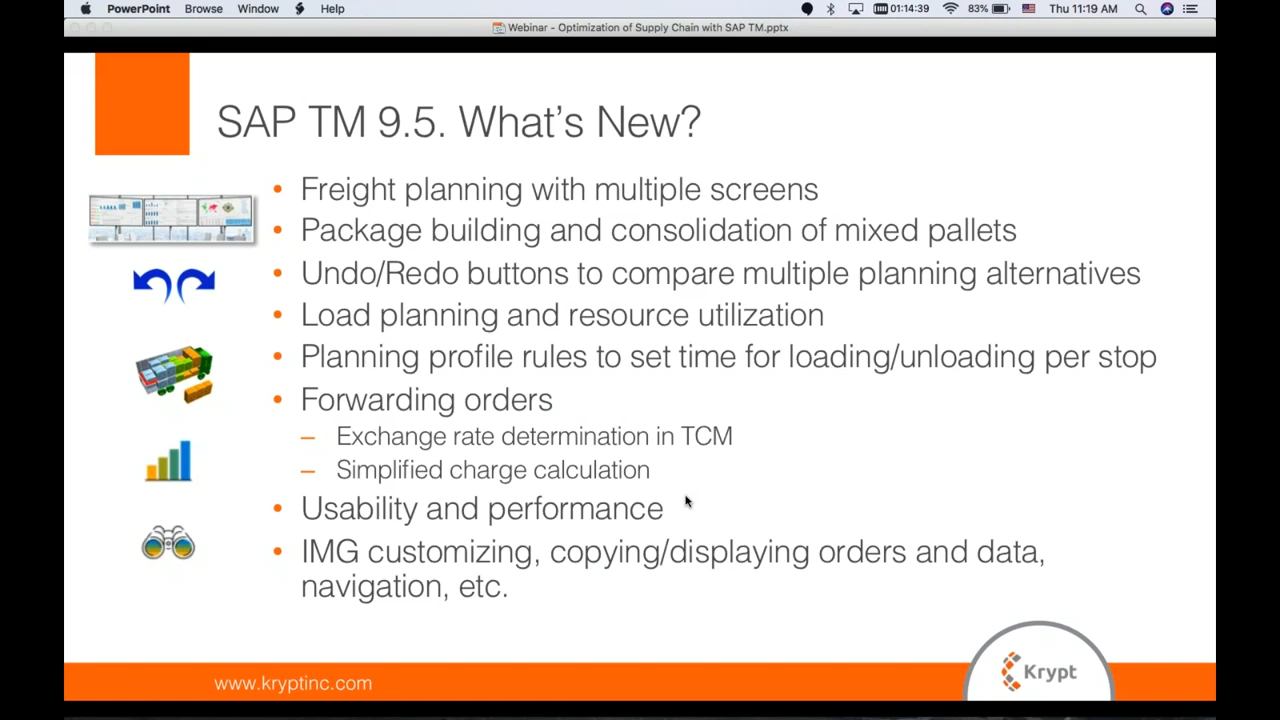 PowerPoint Browse Window Help 01:14:39 83% Thu 11:19 AM
Webinar - Optimization of Supply Chain with SAP TM.pptx
SAP TM 9.5. What's New?
• Freight planning with multiple screens
• Package building and consolidation of mixed pallets
• Undo/Redo buttons to compare multiple planning alternatives
• Load planning and resource utilization
• Planning profile rules to set time for loading/unloading per stop
• Forwarding orders
– Exchange rate determination in TCM
– Simplified charge calculation
• Usability and performance
• IMG customizing, copying/displaying orders and data,
navigation, etc.
www.kryptinc.com
Krypt